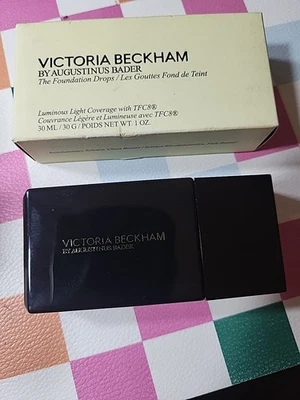 VICTORIA BECKHAM
BY AUGUSTINUS BADER
The Foundation Drops / Les Gouttes Fond de Teint
Luminous Light Coverage with TFC8®
Couvrance Légère et Lumineuse avec TFC8®
30 ML / 30 G / POIDS NET WT. 1 OZ.
VICTORIA BECKHAM
BY AUGUSTINUS BADER